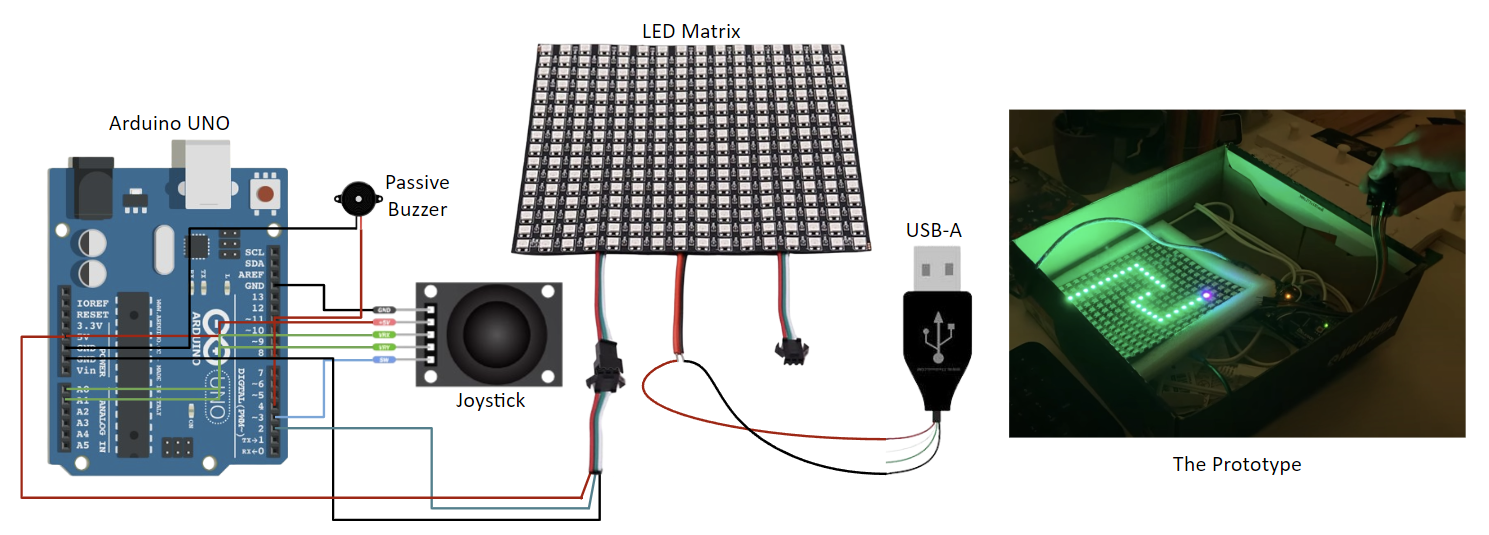 LED Matrix
Arduino UNO
Passive
Buzzer
USB-A
SCL
SDA
AREF
GND
13
12
~11
~10
~9
8
7
~6
~5
4
~3
2
TX→1
RX←0
DIGITAL (PWM~)
IOREF
RESET
3.3V
5V
GND
GND
Vin
POWER
A0
A1
A2
A3
A4
A5
ANALOG IN
TX
L
ON
ARDUINO
UNO
GND
+5V
VRX
VRY
SW
Joystick
The Prototype